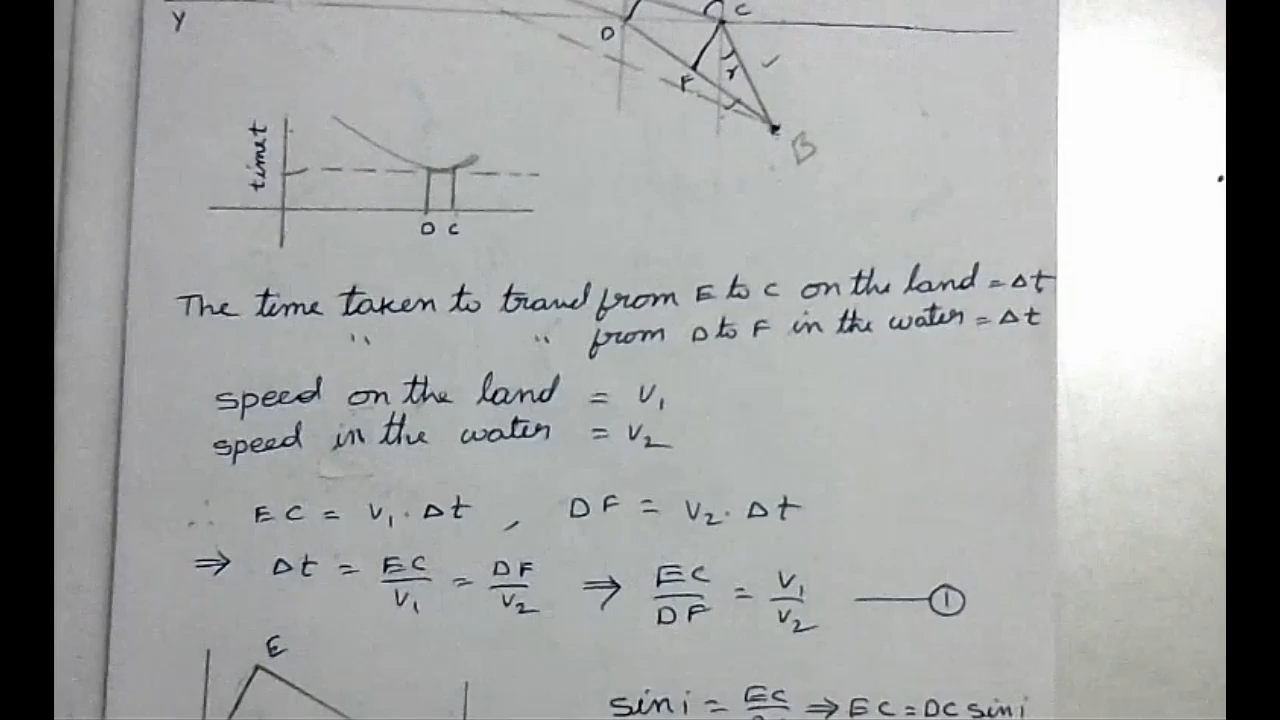 Y
D
C
F
r
B
time t
D C
The time taken to travel from E to C on the land = Δt
" " from D to F in the water = Δt
speed on the land = V₁
speed in the water = V₂
∴ EC = V₁ . Δt , DF = V₂ . Δt
⇒ Δt = EC/V₁ = DF/V₂ ⇒ EC/DF = V₁/V₂ —— ①
E
sin i = EC/ ⇒ EC = DC sin i